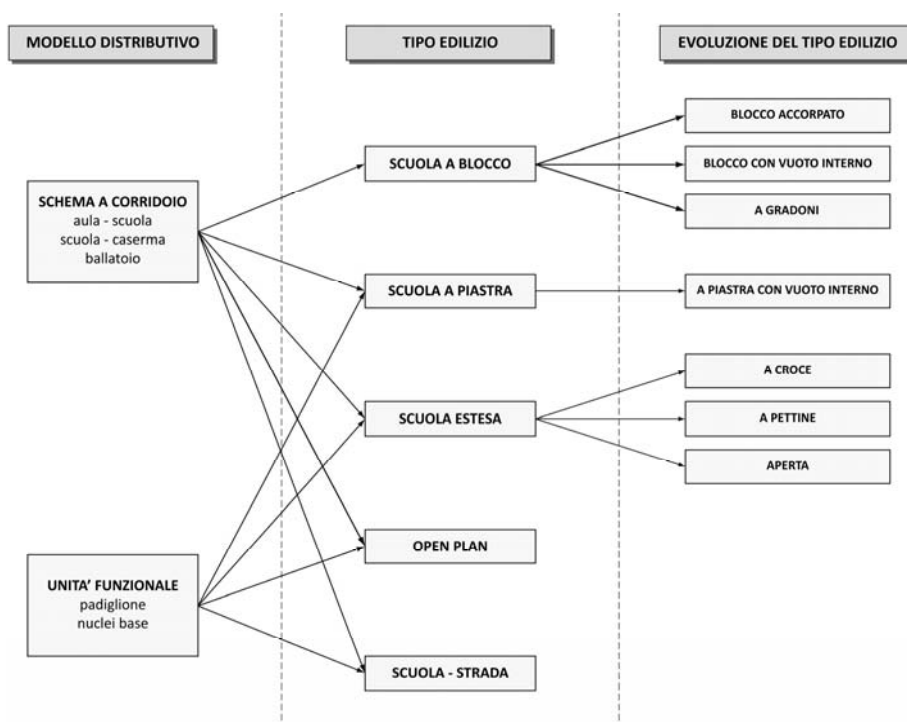 MODELLO DISTRIBUTIVO
TIPO EDILIZIO
EVOLUZIONE DEL TIPO EDILIZIO
SCHEMA A CORRIDOIO
aula - scuola
scuola - caserma
ballatoio
UNITA’ FUNZIONALE
padiglione
nuclei base
SCUOLA A BLOCCO
SCUOLA A PIASTRA
SCUOLA ESTESA
OPEN PLAN
SCUOLA - STRADA
BLOCCO ACCORPATO
BLOCCO CON VUOTO INTERNO
A GRADONI
A PIASTRA CON VUOTO INTERNO
A CROCE
A PETTINE
APERTA